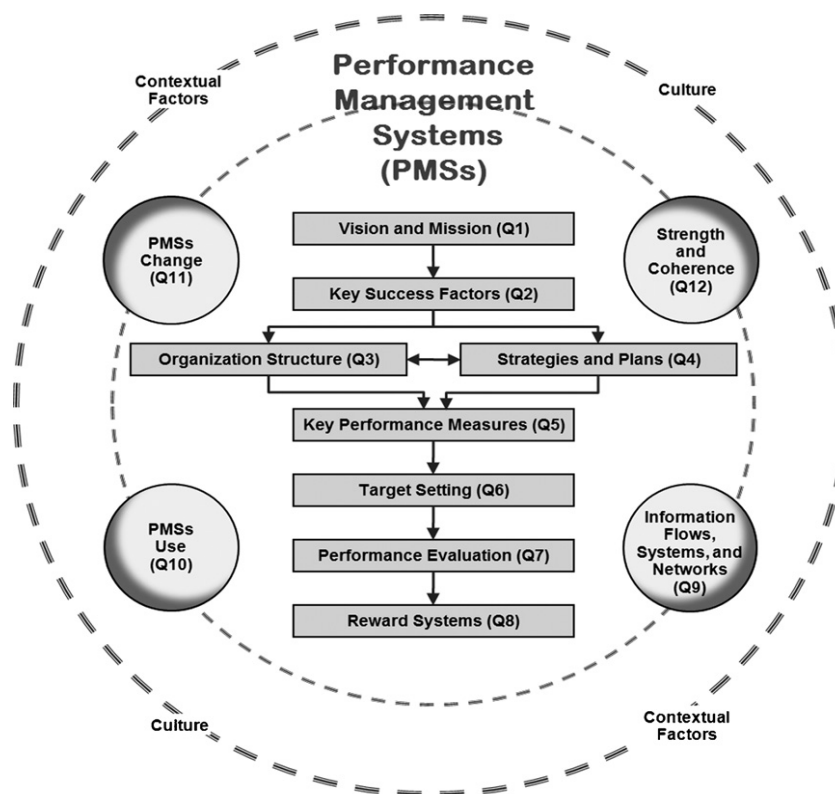 Performance
Management
Systems
(PMSs)
Contextual
Factors
Culture
PMSs
Change
(Q11)
Vision and Mission (Q1)
Strength
and
Coherence
(Q12)
Key Success Factors (Q2)
Organization Structure (Q3)
Strategies and Plans (Q4)
Key Performance Measures (Q5)
Target Setting (Q6)
PMSs
Use
(Q10)
Performance Evaluation (Q7)
Information
Flows,
Systems, and
Networks
(Q9)
Reward Systems (Q8)
Culture
Contextual
Factors